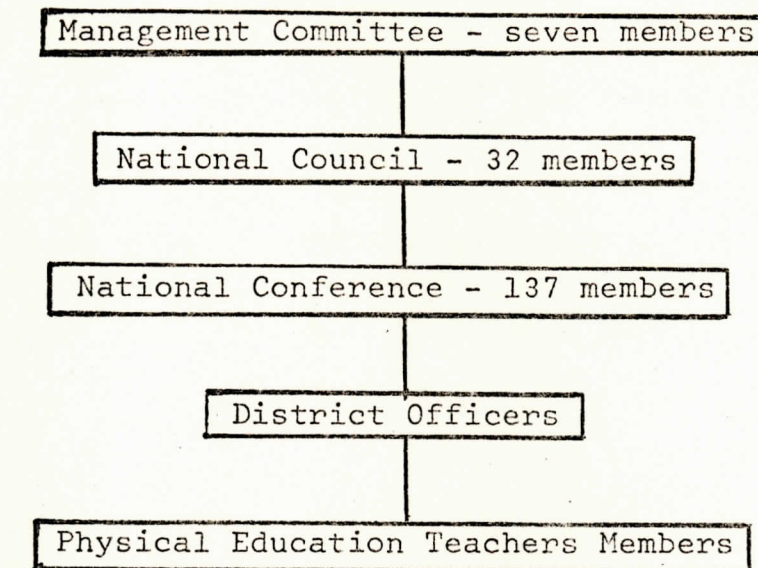 Management Committee - seven members
National Council - 32 members
National Conference - 137 members
District Officers
Physical Education Teachers Members